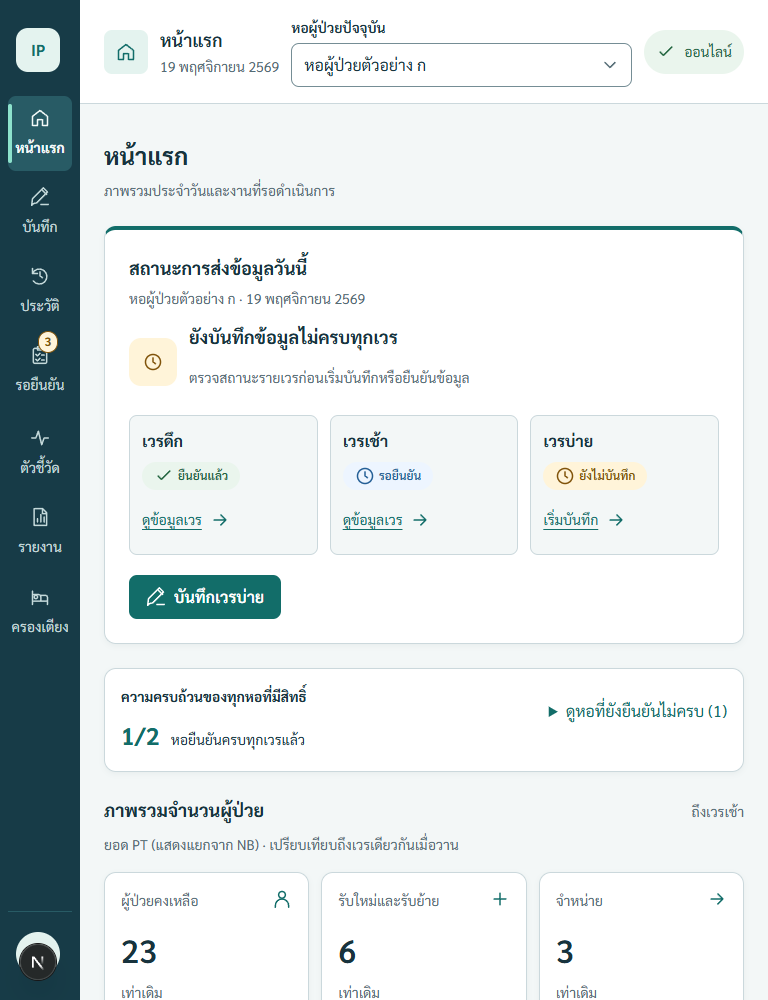 IP
หน้าแรก
บันทึก
ประวัติ
3
รอยืนยัน
ตัวชี้วัด
รายงาน
ครองเตียง
N
หน้าแรก
19 พฤศจิกายน 2569
หอผู้ป่วยปัจจุบัน
หอผู้ป่วยตัวอย่าง ก
ออนไลน์
หน้าแรก
ภาพรวมประจำวันและงานที่รอดำเนินการ
สถานะการส่งข้อมูลวันนี้
หอผู้ป่วยตัวอย่าง ก · 19 พฤศจิกายน 2569
ยังบันทึกข้อมูลไม่ครบทุกเวร
ตรวจสถานะรายเวรก่อนเริ่มบันทึกหรือยืนยันข้อมูล
เวรดึก
ยืนยันแล้ว
ดูข้อมูลเวร
เวรเช้า
รอยืนยัน
ดูข้อมูลเวร
เวรบ่าย
ยังไม่บันทึก
เริ่มบันทึก
บันทึกเวรบ่าย
ความครบถ้วนของทุกหอที่มีสิทธิ์
1/2 หอยืนยันครบทุกเวรแล้ว
ดูหอที่ยังยืนยันไม่ครบ (1)
ภาพรวมจำนวนผู้ป่วย
ถึงเวรเช้า
ยอด PT (แสดงแยกจาก NB) · เปรียบเทียบถึงเวรเดียวกันเมื่อวาน
ผู้ป่วยคงเหลือ
23
เท่าเดิม
รับใหม่และรับย้าย
6
เท่าเดิม
จำหน่าย
3
เท่าเดิม